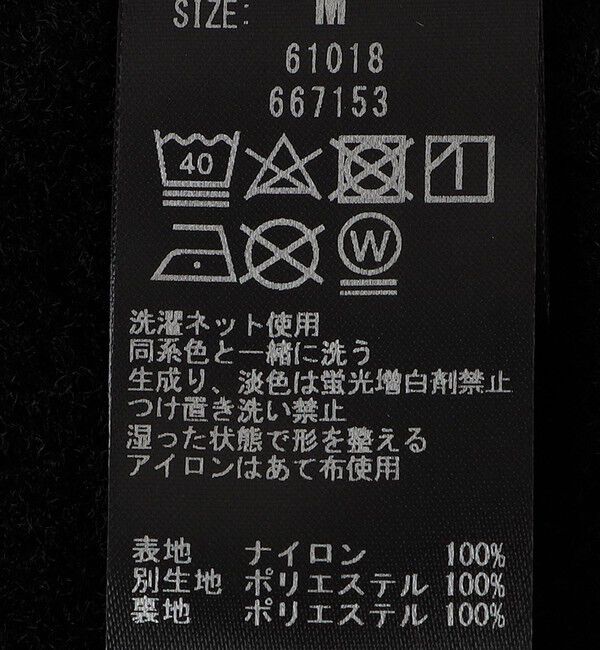 SIZE: M
61018
667153
40
W
洗濯ネット使用
同系色と一緒に洗う
生成り、淡色は蛍光増白剤禁止
つけ置き洗い禁止
湿った状態で形を整える
アイロンはあて布使用
表地 ナイロン 100%
別生地 ポリエステル 100%
裏地 ポリエステル 100%